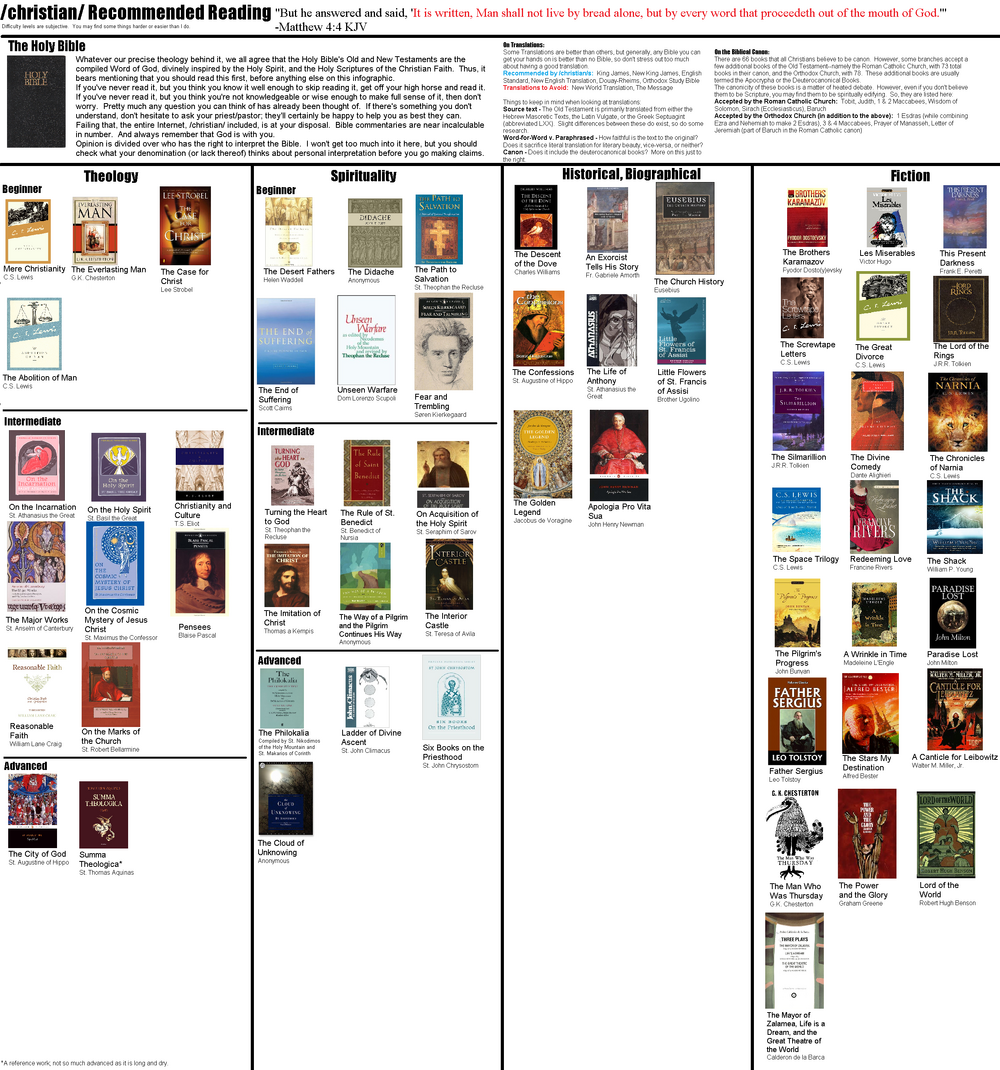 /christian/ Recommended Reading
Difficulty levels are subjective. You may find some things harder or easier than I do.
"But he answered and said, 'It is written, Man shall not live by bread alone, but by every word that proceedeth out of the mouth of God.'"
-Matthew 4:4 KJV
The Holy Bible
HOLY
BIBLE
Whatever our precise theology behind it, we all agree that the Holy Bible's Old and New Testaments are the
compiled Word of God, divinely inspired by the Holy Spirit, and the Holy Scriptures of the Christian Faith. Thus, it
bears mentioning that you should read this first, before anything else on this infographic.
If you've never read it, but you think you know it well enough to skip reading it, get off your high horse and read it.
If you've never read it, but you think you're not knowledgeable or wise enough to make full sense of it, then don't
worry. Pretty much every question you can think of has already been thought of. If there's something you don't
understand, don't hesitate to ask your priest/pastor; they'll certainly be happy to help you as best they can.
Failing that, the entire Internet, /christian/ included, is at your disposal. Bible commentaries are near incalculable
in number. And always remember that God is with you.
Opinion is divided over who has the right to interpret the Bible. I won't get too much into it here, but you should
check what your denomination (or lack thereof) thinks about personal interpretation before you go making claims.
On Translations:
Some Translations are better than others, but generally, any Bible you can
get your hands on is better than no Bible, so don't stress out too much
about having a good translation
Recommended by /christian/s: King James, New King James, English
Standard, New English Translation, Douay-Rheims, Orthodox Study Bible
Translations to Avoid: New World Translation, The Message
Things to keep in mind when looking at translations:
Source text - The Old Testament is primarily translated from either the
Hebrew Masoretic Texts, the Latin Vulgate, or the Greek Septuagint
(abbreviated LXX). Slight differences between these do exist, so do some
research.
Word-for-Word v. Paraphrased - How faithful is the text to the original?
Does it sacrifice literal translation for literary beauty, vice-versa, or neither?
Canon - Does it include the deuterocanonical books? More on this just to
the right.
On the Biblical Canon:
There are 66 books that all Christians believe to be canon. However, some branches accept a
few additional books of the Old Testament--namely the Roman Catholic Church, with 73 total
books in their canon, and the Orthodox Church, with 78. These additional books are usually
termed the Apocrypha or the Deuterocanonical Books.
The canonicity of these books is a matter of heated debate. However, even if you don't believe
them to be Scripture, you may find them to be spiritually edifying. So, they are listed here
Accepted by the Roman Catholic Church: Tobit, Judith, 1 & 2 Maccabees, Wisdom of
Solomon, Sirach (Ecclesiasticus), Baruch
Accepted by the Orthodox Church (in addition to the above): 1 Esdras (while combining
Ezra and Nehemiah to make 2 Esdras), 3 & 4 Maccabees, Prayer of Manasseh, Letter of
Jeremiah (part of Baruch in the Roman Catholic canon)
Theology
Beginner
Mere Christianity
C.S. Lewis
The Everlasting Man
G.K. Chesterton
The Case for
Christ
Lee Strobel
The Abolition of Man
C.S. Lewis
Intermediate
On the Incarnation
St. Athanasius the Great
On the Holy Spirit
St. Basil the Great
Christianity and
Culture
T.S. Eliot
The Major Works
St. Anselm of Canterbury
On the Cosmic
Mystery of Jesus
Christ
St. Maximus the Confessor
Pensees
Blaise Pascal
Reasonable
Faith
William Lane Craig
On the Marks of
the Church
St. Robert Bellarmine
Advanced
The City of God
St. Augustine of Hippo
Summa
Theologica*
St. Thomas Aquinas
*A reference work; not so much advanced as it is long and dry.
Spirituality
Beginner
The Desert Fathers
Helen Waddell
The Didache
Anonymous
The Path to
Salvation
St. Theophan the Recluse
The End of
Suffering
Scott Cairns
Unseen Warfare
Dom Lorenzo Scupoli
Fear and
Trembling
Søren Kierkegaard
Intermediate
Turning the Heart
to God
St. Theophan the
Recluse
The Rule of St.
Benedict
St. Benedict of
Nursia
On Acquisition of
the Holy Spirit
St. Seraphim of Sarov
The Imitation of
Christ
Thomas a Kempis
The Way of a Pilgrim
and the Pilgrim
Continues His Way
Anonymous
The Interior
Castle
St. Teresa of Avila
Advanced
The Philokalia
Compiled by St. Nikodimos
of the Holy Mountain and
St. Makarios of Corinth
Ladder of Divine
Ascent
St. John Climacus
Six Books on the
Priesthood
St. John Chrysostom
The Cloud of
Unknowing
Anonymous
Historical, Biographical
The Descent
of the Dove
Charles Williams
An Exorcist
Tells His Story
Fr. Gabriele Amorth
The Church History
Eusebius
The Confessions
St. Augustine of Hippo
The Life of
Anthony
St. Athanasius the
Great
Little Flowers
of St. Francis
of Assisi
Brother Ugolino
The Golden
Legend
Jacobus de Voragine
Apologia Pro Vita
Sua
John Henry Newman
Fiction
The Brothers
Karamazov
Fyodor Dosto(y)evsky
Les Miserables
Victor Hugo
This Present
Darkness
Frank E. Peretti
The Screwtape
Letters
C.S. Lewis
The Great
Divorce
C.S. Lewis
The Lord of the
Rings
J.R.R. Tolkien
The Silmarillion
J.R.R. Tolkien
The Divine
Comedy
Dante Alighieri
The Chronicles
of Narnia
C.S. Lewis
The Space Trilogy
C.S. Lewis
Redeeming Love
Francine Rivers
The Shack
William P. Young
The Pilgrim's
Progress
John Bunyan
A Wrinkle in Time
Madeleine L'Engle
Paradise Lost
John Milton
Father Sergius
Leo Tolstoy
The Stars My
Destination
Alfred Bester
A Canticle for Leibowitz
Walter M. Miller, Jr.
The Man Who
Was Thursday
G.K. Chesterton
The Power
and the Glory
Graham Greene
Lord of the
World
Robert Hugh Benson
The Mayor of
Zalamea, Life is a
Dream, and the
Great Theatre of
the World
Calderon de la Barca